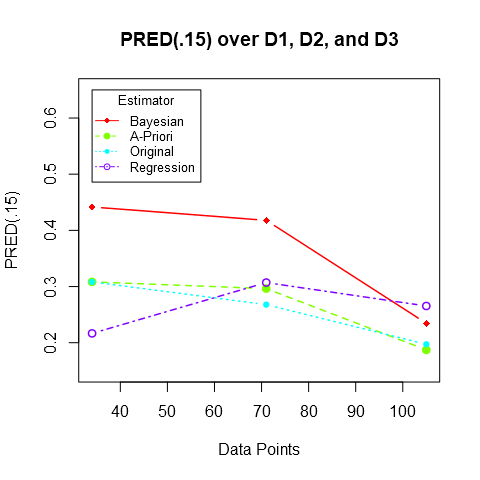 PRED(.15) over D1, D2, and D3
Estimator
Bayesian
A-Priori
Original
Regression
PRED(.15)
0.6
0.5
0.4
0.3
0.2
40 50 60 70 80 90 100
Data Points